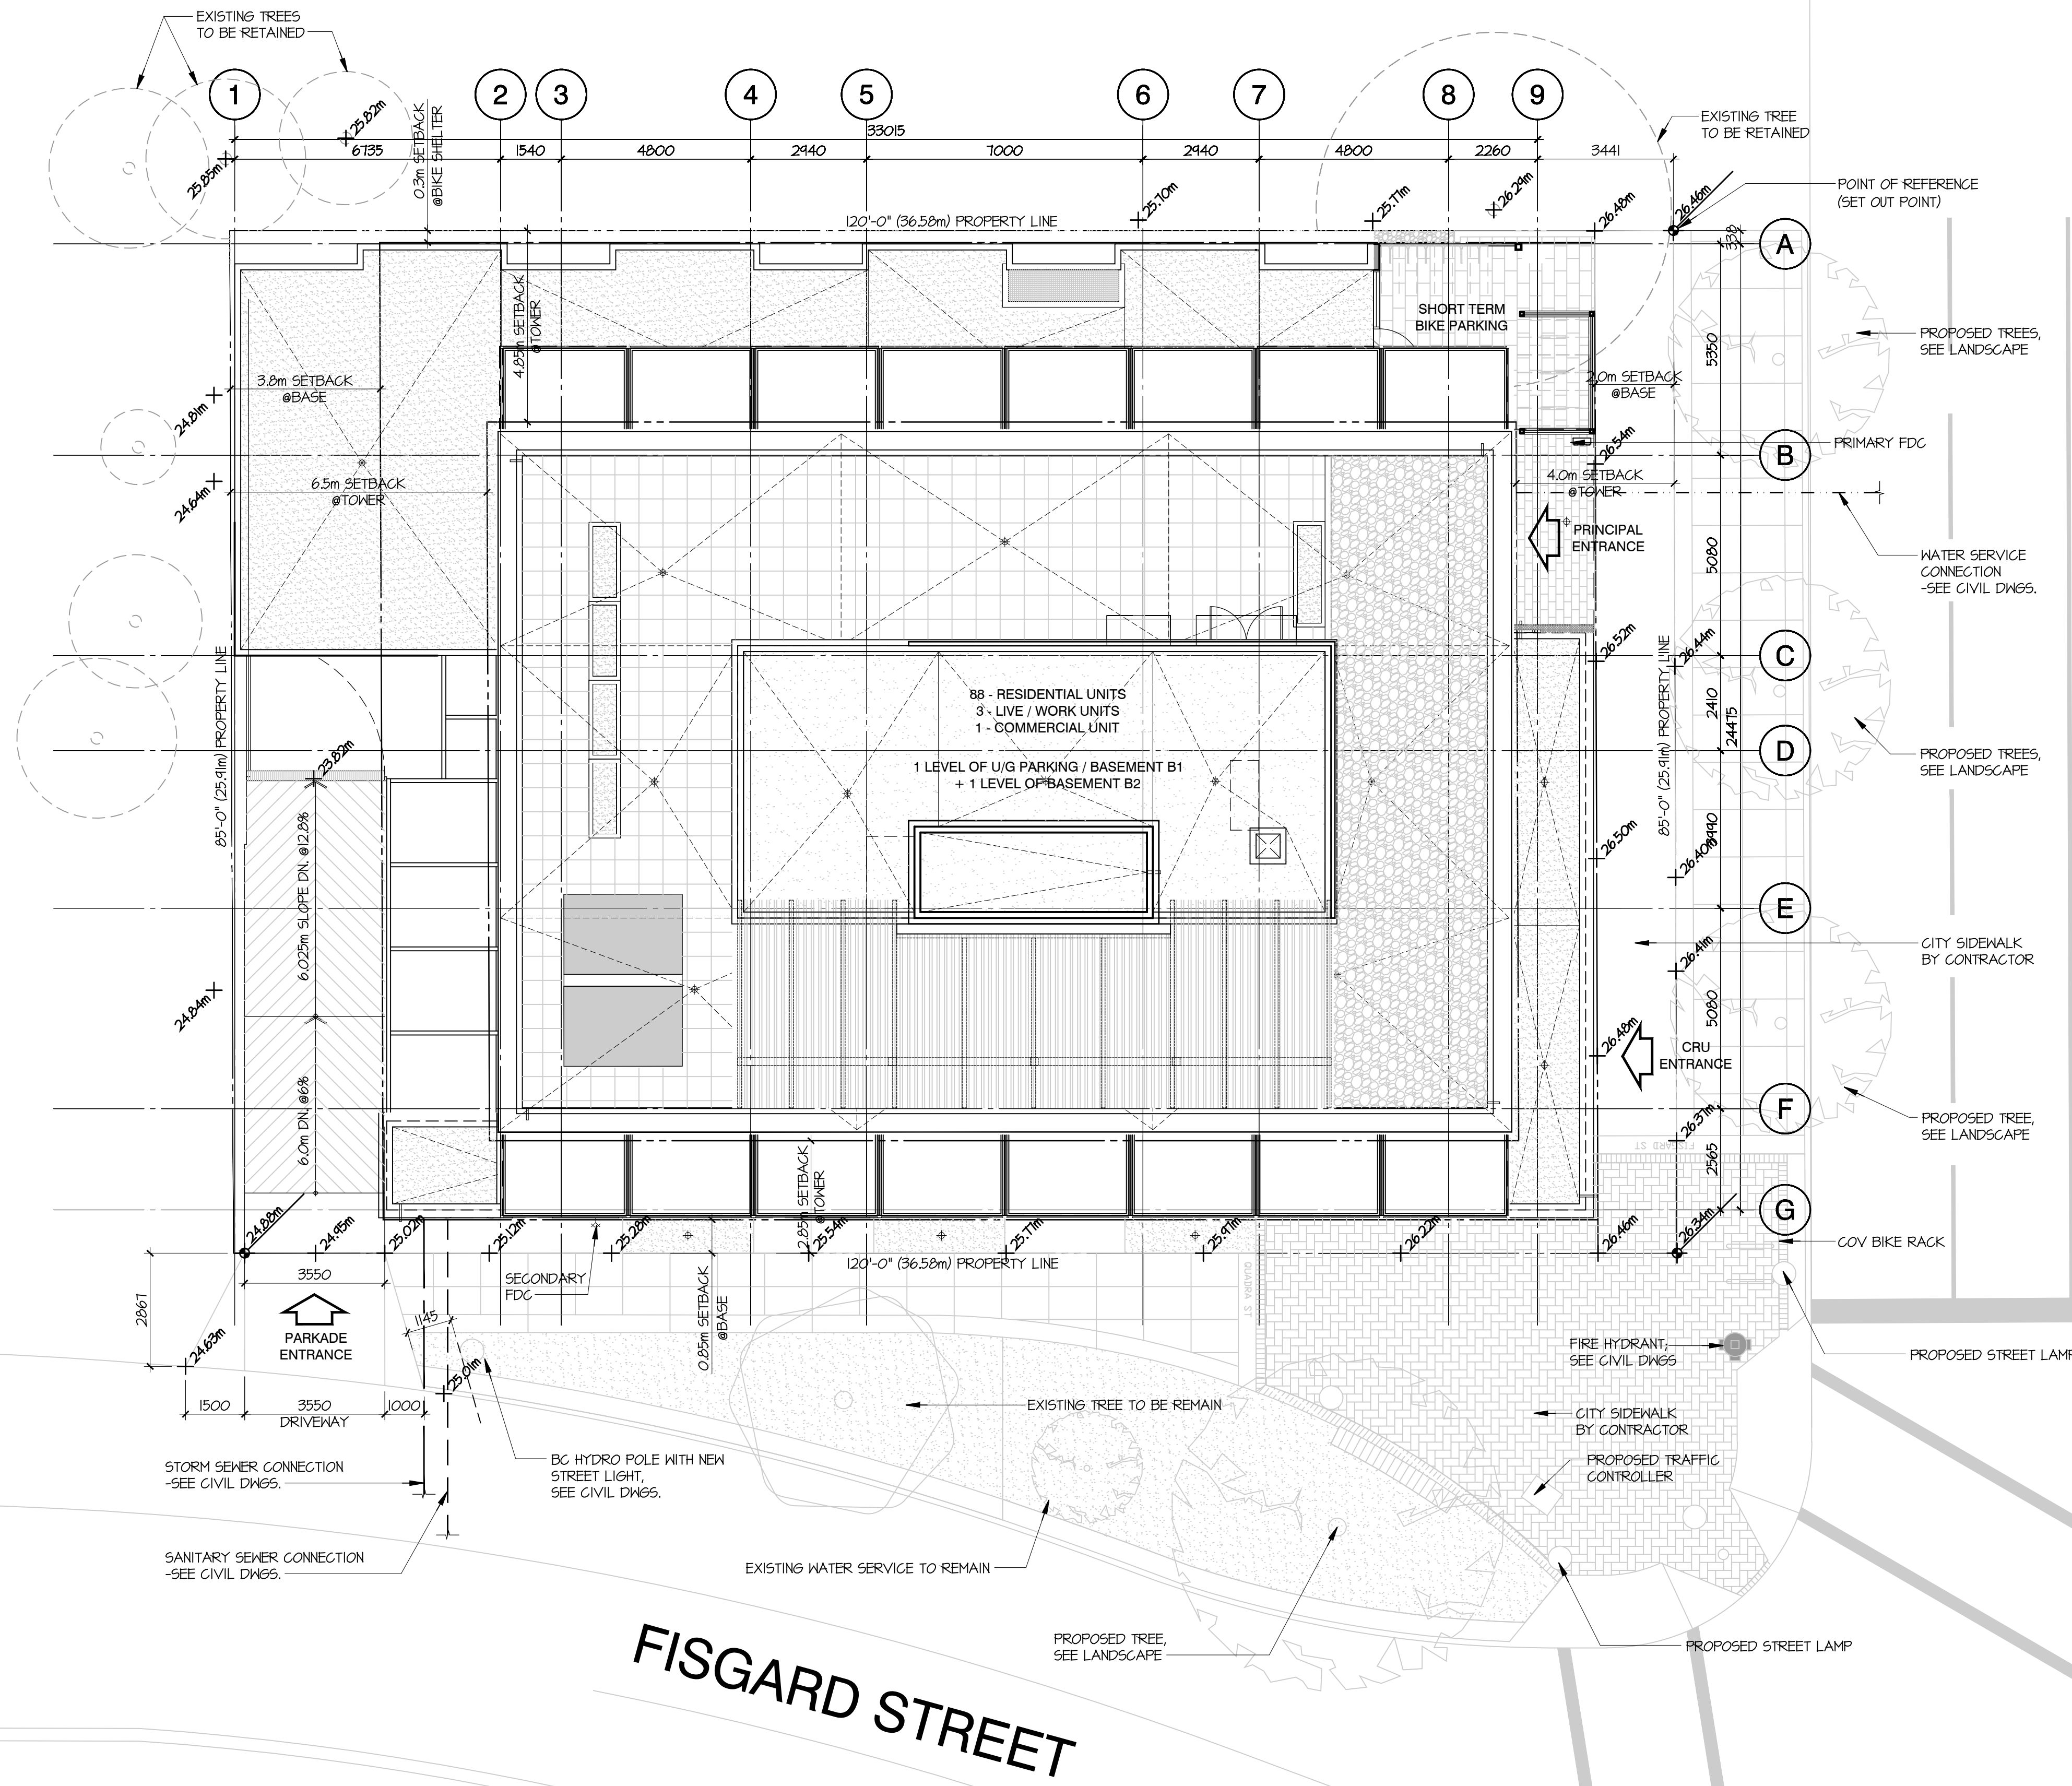 EXISTING TREES
TO BE RETAINED
1
2
3
4
5
6
7
8
9
25.82m
25.85m
0.3m SETBACK
@BIKE SHELTER
33015
6735
1540
4800
2940
7000
2940
4800
2260
3441
EXISTING TREE
TO BE RETAINED
POINT OF REFERENCE
(SET OUT POINT)
120'-0" (36.58m) PROPERTY LINE
25.70m
25.77m
26.29m
26.48m
26.46m
338
A
4.85m SETBACK
@TOWER
SHORT TERM
BIKE PARKING
5350
PROPOSED TREES,
SEE LANDSCAPE
3.8m SETBACK
@BASE
2.0m SETBACK
@BASE
24.81m
26.54m
PRIMARY FDC
B
24.64m
6.5m SETBACK
@TOWER
4.0m SETBACK
@TOWER
PRINCIPAL
ENTRANCE
5080
WATER SERVICE
CONNECTION
-SEE CIVIL DWGS.
85'-0" (25.91m) PROPERTY LINE
26.52m
85'-0" (25.91m) PROPERTY LINE
26.44m
C
88 - RESIDENTIAL UNITS
3 - LIVE / WORK UNITS
1 - COMMERCIAL UNIT
2410
24475
D
23.82m
1 LEVEL OF U/G PARKING / BASEMENT B1
+ 1 LEVEL OF BASEMENT B2
PROPOSED TREES,
SEE LANDSCAPE
6.025m SLOPE DN. @12.8%
26.50m
26.40m
E
26.41m
CITY SIDEWALK
BY CONTRACTOR
24.84m
5080
26.48m
CRU
ENTRANCE
6.0m DN. @6%
F
PROPOSED TREE,
SEE LANDSCAPE
26.37m
FISGARD ST
2565
2.85m SETBACK
@TOWER
G
24.88m
24.95m
25.02m
25.12m
25.28m
25.54m
25.77m
25.97m
26.22m
26.46m
26.34m
COV BIKE RACK
120'-0" (36.58m) PROPERTY LINE
3550
SECONDARY
FDC
0.85m SETBACK
@BASE
QUADRA ST
2867
PARKADE
ENTRANCE
1145
24.63m
25.01m
FIRE HYDRANT;
SEE CIVIL DWGS
PROPOSED STREET LAMP
1500
3550
1000
DRIVEWAY
EXISTING TREE TO BE REMAIN
CITY SIDEWALK
BY CONTRACTOR
STORM SEWER CONNECTION
-SEE CIVIL DWGS.
BC HYDRO POLE WITH NEW
STREET LIGHT,
SEE CIVIL DWGS.
PROPOSED TRAFFIC
CONTROLLER
SANITARY SEWER CONNECTION
-SEE CIVIL DWGS.
EXISTING WATER SERVICE TO REMAIN
PROPOSED TREE,
SEE LANDSCAPE
PROPOSED STREET LAMP
FISGARD STREET